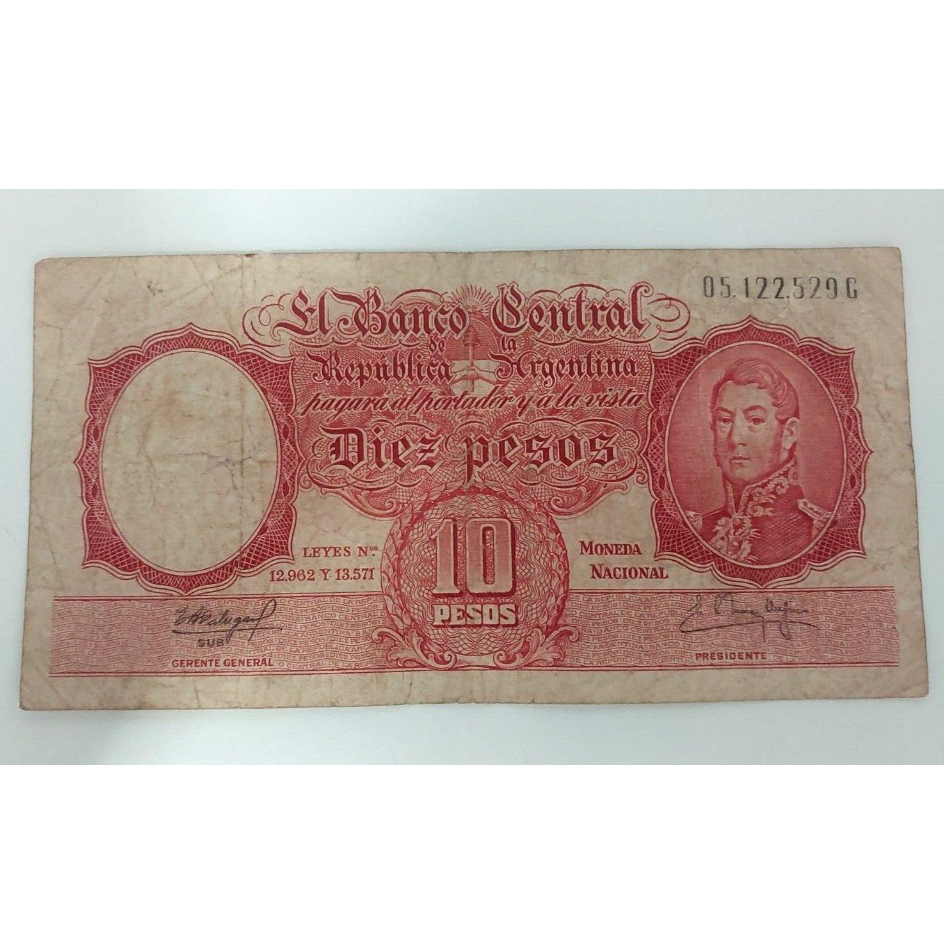 05.122.529 G
El Banco Central
de la
República Argentina
pagará al portador y a la vista
Diez pesos
LEYES Nos.
12.962 Y 13.571
10
PESOS
MONEDA
NACIONAL
SUB
GERENTE GENERAL
PRESIDENTE